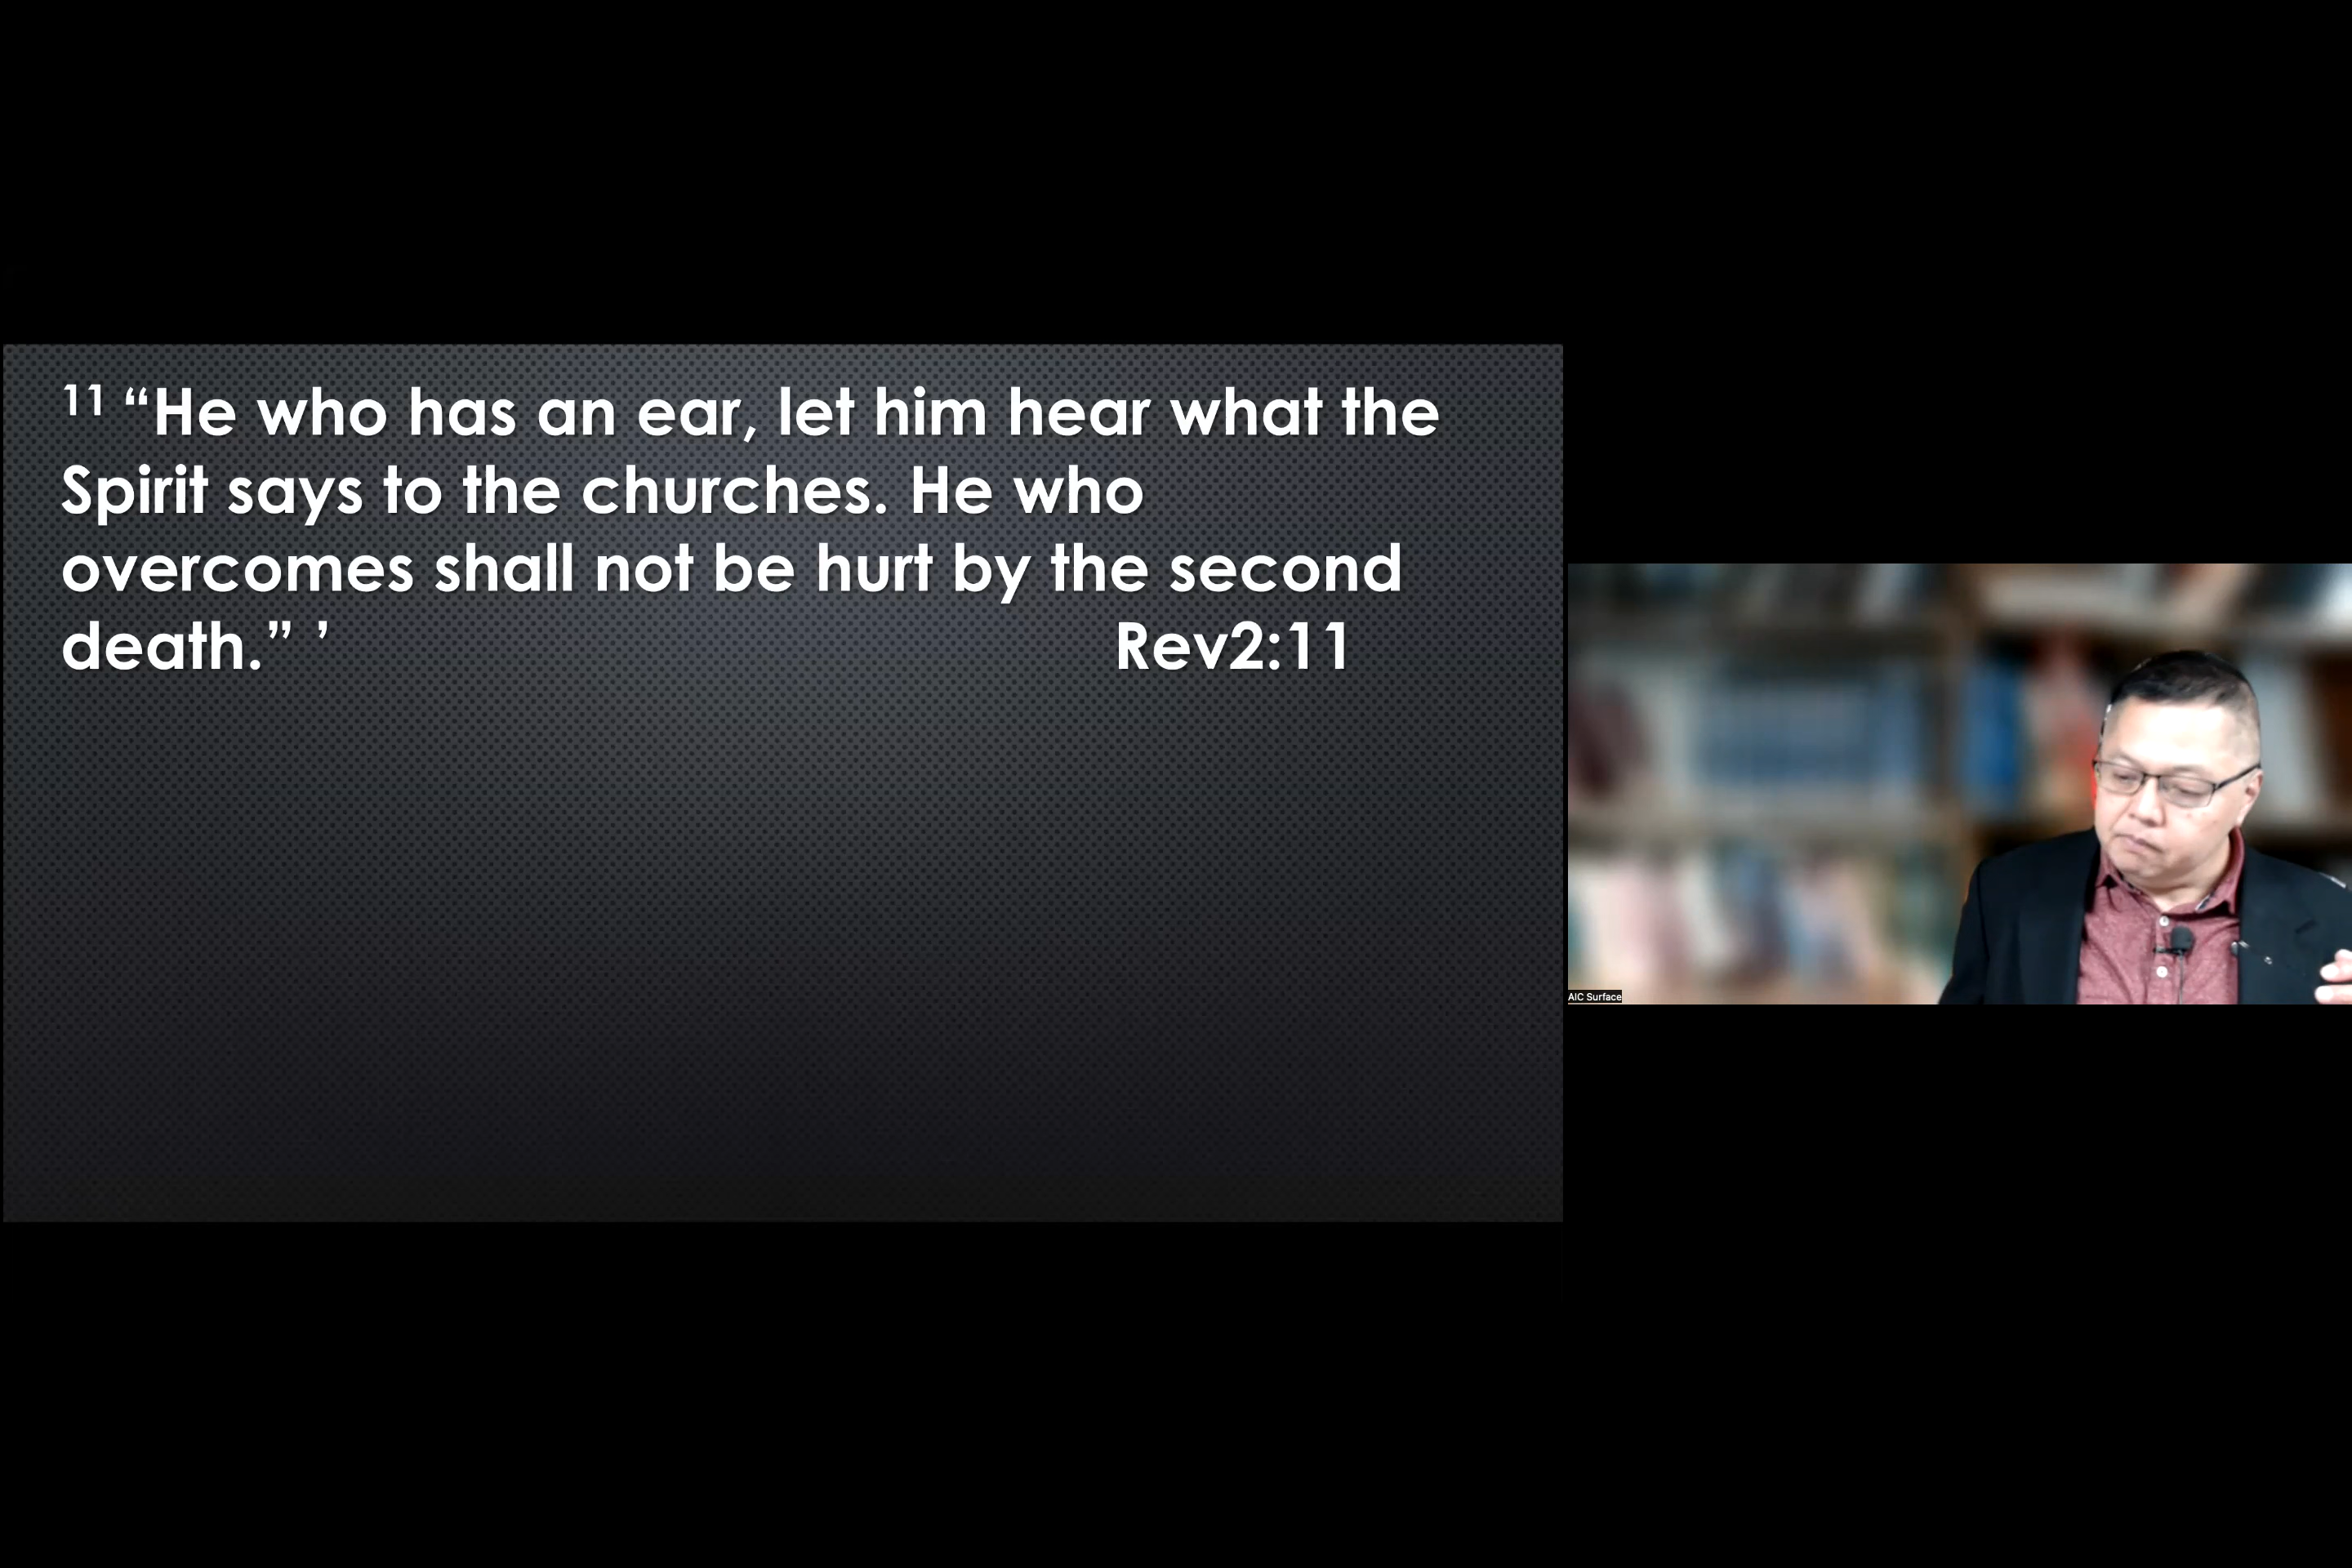 11 “He who has an ear, let him hear what the
Spirit says to the churches. He who
overcomes shall not be hurt by the second
death.” ’ Rev2:11
AIC Surface